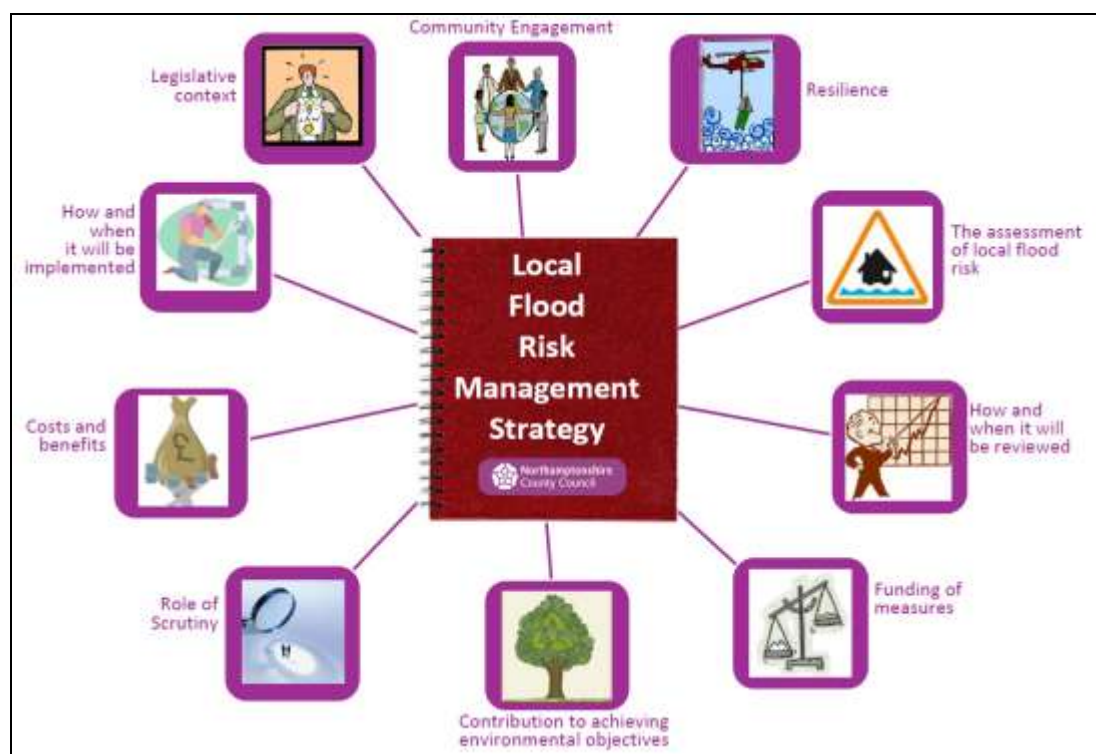 Community Engagement
Legislative
context
Resilience
How and
when
it will be
implemented
The assessment
of local flood
risk
Local
Flood
Risk
Management
Strategy
Northamptonshire
County Council
Costs and
benefits
How and
when it will
be reviewed
Role of
Scrutiny
Funding of
measures
Contribution to achieving
environmental objectives